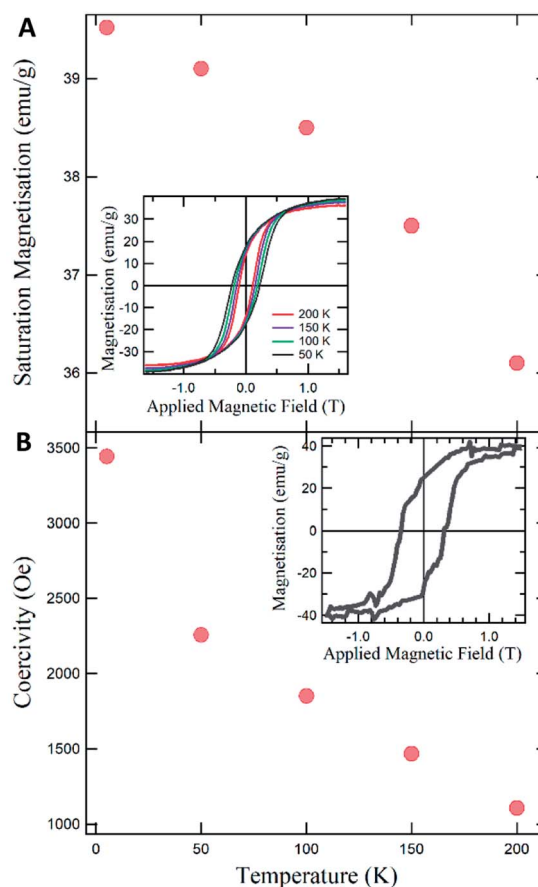 A
Saturation Magnetisation (emu/g)
39
38
37
36
Magnetisation (emu/g)
30
20
10
0
-10
-20
-30
200 K
150 K
100 K
50 K
-1.0 0.0 1.0
Applied Magnetic Field (T)
B
Coercivity (Oe)
3500
3000
2500
2000
1500
1000
Magnetisation (emu/g)
40
20
0
-20
-40
-1.0 0.0 1.0
Applied Magnetic Field (T)
0 50 100 150 200
Temperature (K)